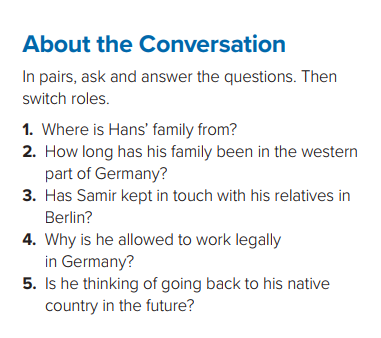 About the Conversation
In pairs, ask and answer the questions. Then
switch roles.
1. Where is Hans' family from?
2. How long has his family been in the western
part of Germany?
3. Has Samir kept in touch with his relatives in
Berlin?
4. Why is he allowed to work legally
in Germany?
5. Is he thinking of going back to his native
country in the future?